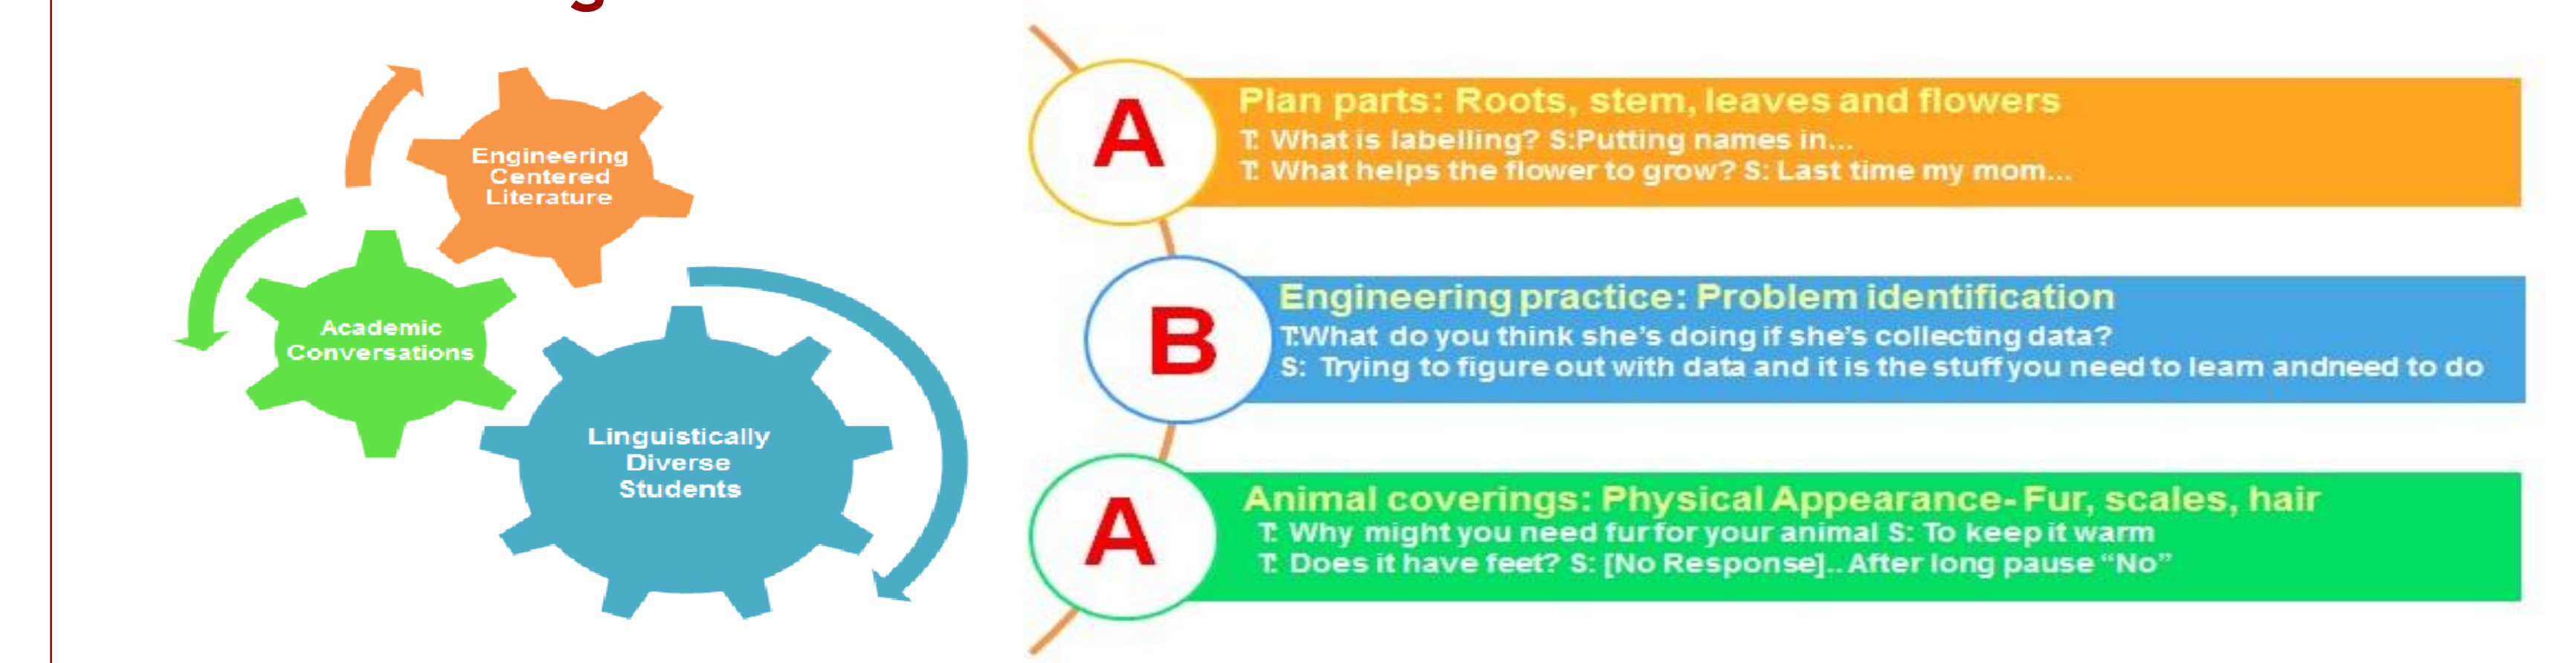 Engineering
Centered
Literature
Academic
Conversations
Linguistically
Diverse
Students
A
Plan parts: Roots, stem, leaves and flowers
T: What is labelling? S:Putting names in...
T: What helps the flower to grow? S: Last time my mom...
B
Engineering practice: Problem identification
T:What do you think she's doing if she's collecting data?
S: Trying to figure out with data and it is the stuff you need to learn andneed to do
A
Animal coverings: Physical Appearance- Fur, scales, hair
T: Why might you need fur for your animal S: To keep it warm
T: Does it have feet? S: [No Response].. After long pause “No”